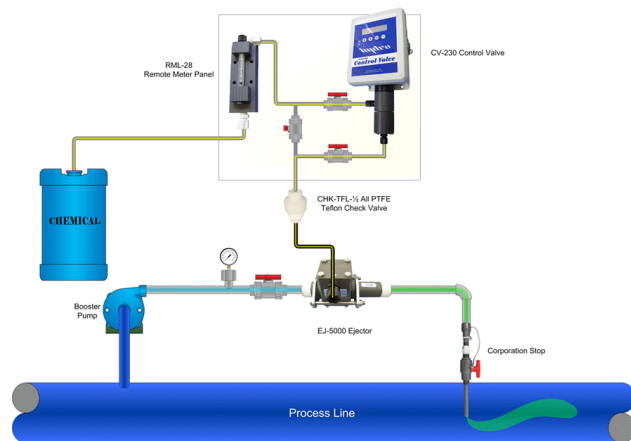 RML-28
Remote Meter Panel
hydro
Control Valve
CV-230 Control Valve
CHEMICAL
CHK-TFL-½ All PTFE
Teflon Check Valve
Booster
Pump
EJ-5000 Ejector
Corporation Stop
Process Line